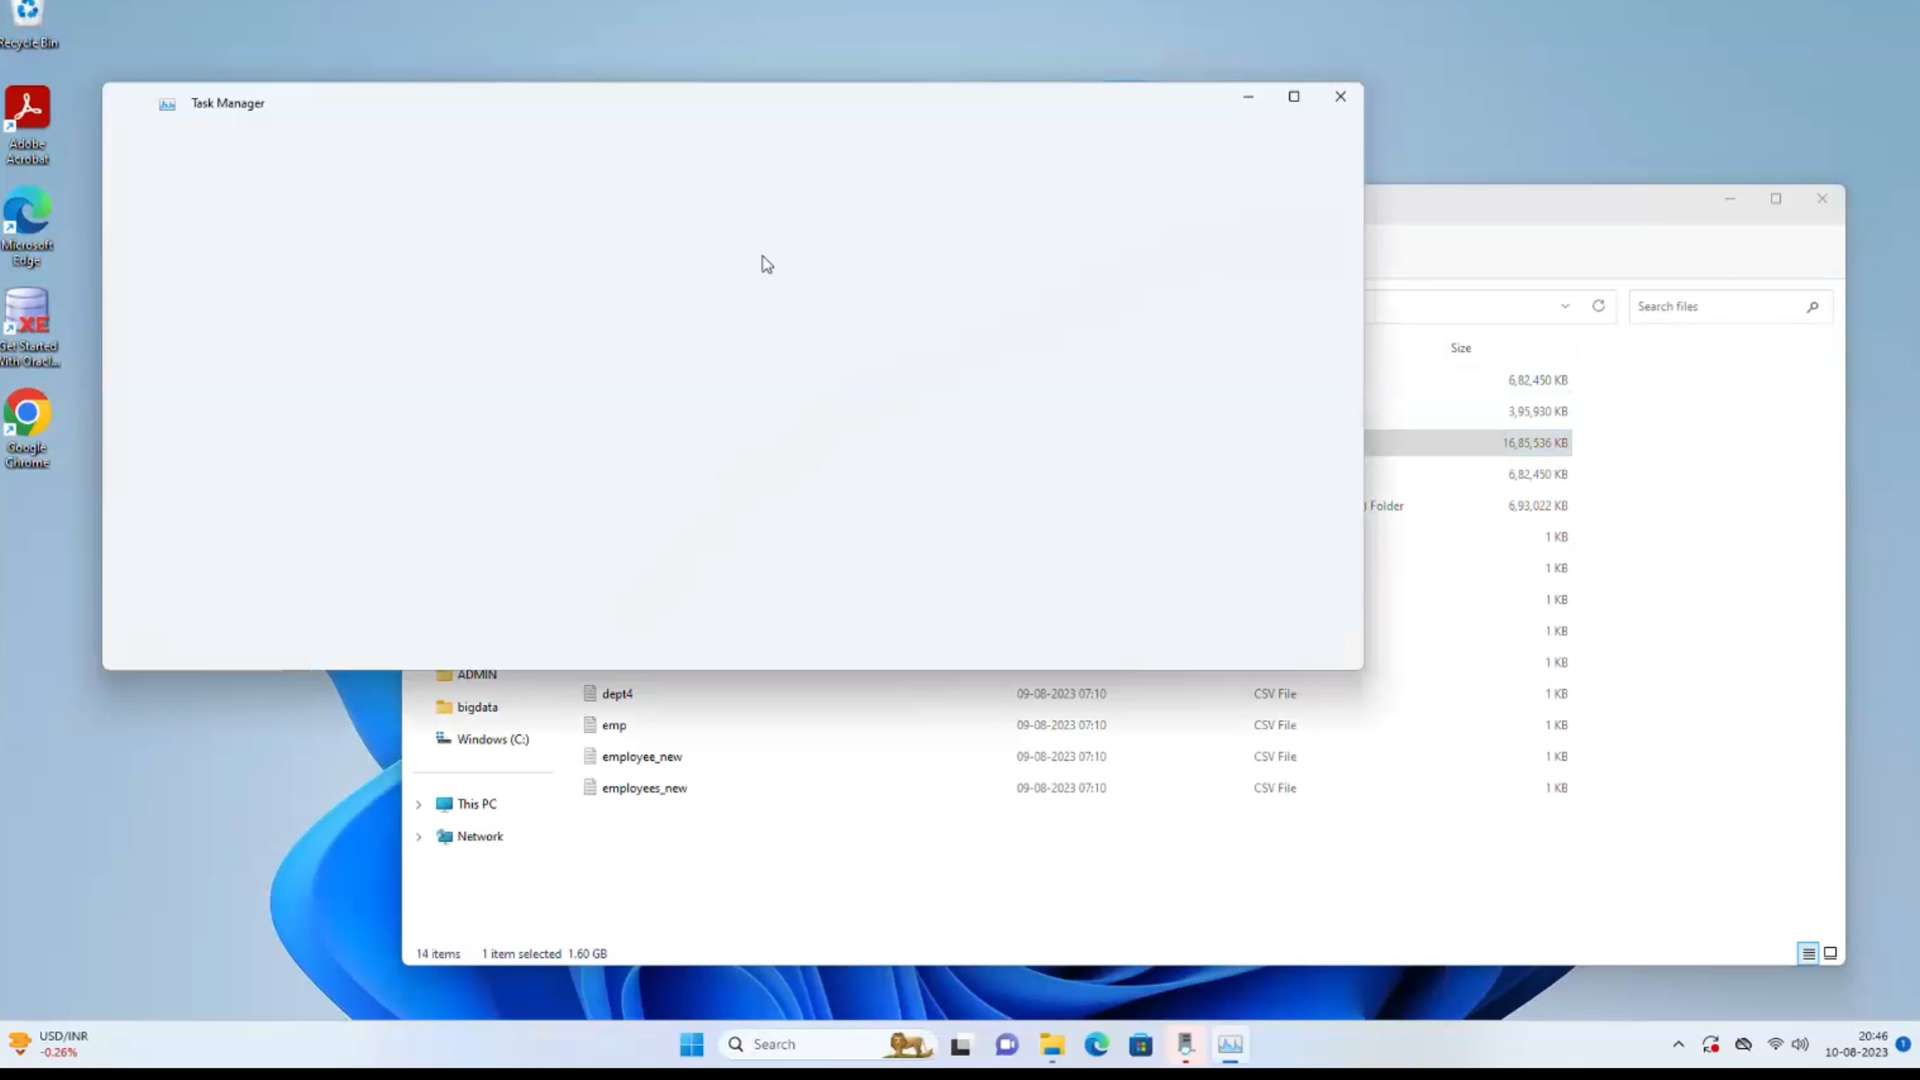 Recycle Bin
Adobe
Acrobat
Microsoft
Edge
XE
Get Started
With Oracl...
Google
Chrome
Task Manager
Search files
Size
6,82,450 KB
3,95,930 KB
16,85,536 KB
6,82,450 KB
) Folder 6,93,022 KB
1 KB
1 KB
1 KB
1 KB
1 KB
ADMIN
bigdata
Windows (C:)
This PC
Network
dept4 09-08-2023 07:10 CSV File 1 KB
emp 09-08-2023 07:10 CSV File 1 KB
employee_new 09-08-2023 07:10 CSV File 1 KB
employees_new 09-08-2023 07:10 CSV File 1 KB
14 items 1 item selected 1.60 GB
USD/INR
-0.26%
Search
20:46
10-08-2023
1